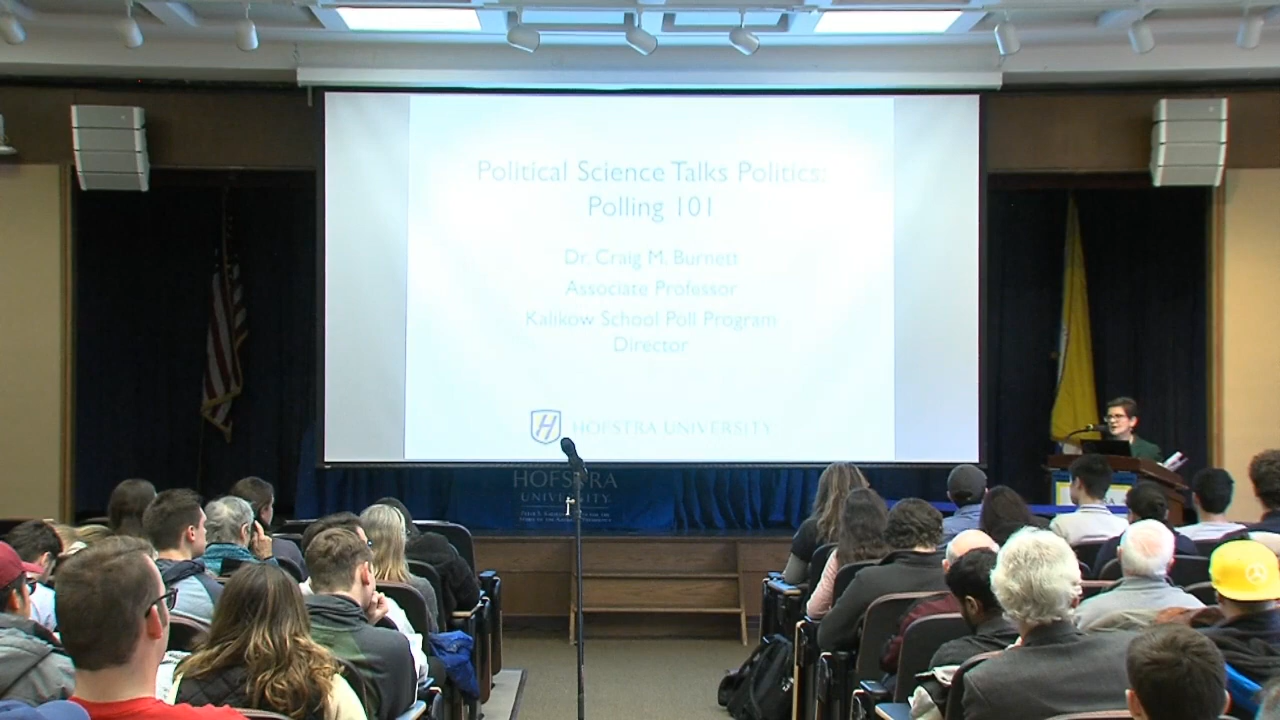 Political Science Talks Politics:
Polling 101
Dr. Craig M. Burnett
Associate Professor
Kalikow School Poll Program
Director
H HOFSTRA UNIVERSITY
HOFSTRA
UNIVERSITY